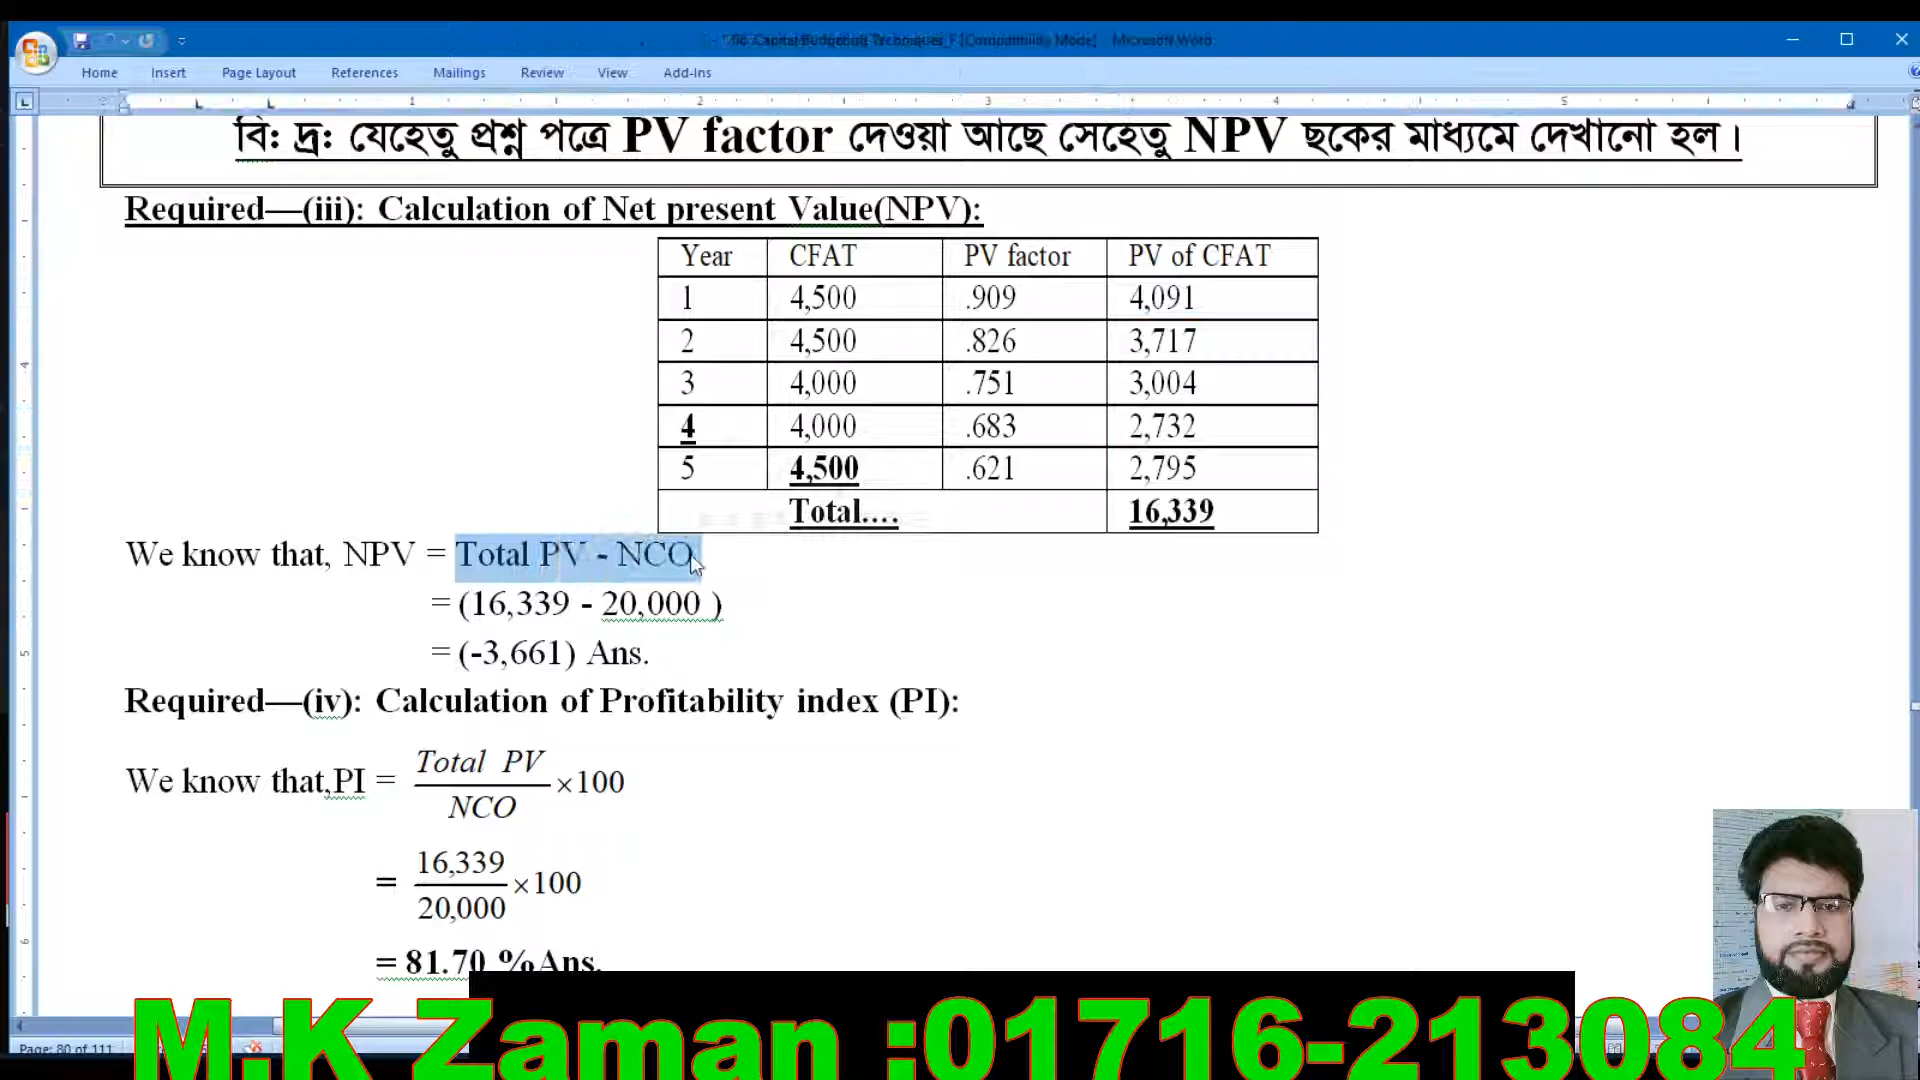 Home Insert Page Layout References Mailings Review View Add-Ins
বিঃ দ্রঃ যেহেতু প্রশ্ন পত্রে PV factor দেওয়া আছে সেহেতু NPV ছকের মাধ্যমে দেখানো হল।
Required—(iii): Calculation of Net present Value(NPV):
Year CFAT PV factor PV of CFAT
1 4,500 .909 4,091
2 4,500 .826 3,717
3 4,000 .751 3,004
4 4,000 .683 2,732
5 4,500 .621 2,795
Total.... 16,339
We know that, NPV = Total PV - NCO
= (16,339 - 20,000 )
= (-3,661) Ans.
Required—(iv): Calculation of Profitability index (PI):
We know that,PI = Total PV / NCO ×100
= 16,339 / 20,000 ×100
= 81.70 %Ans.
Page: 80 of 111
M.K Zaman :01716-213084